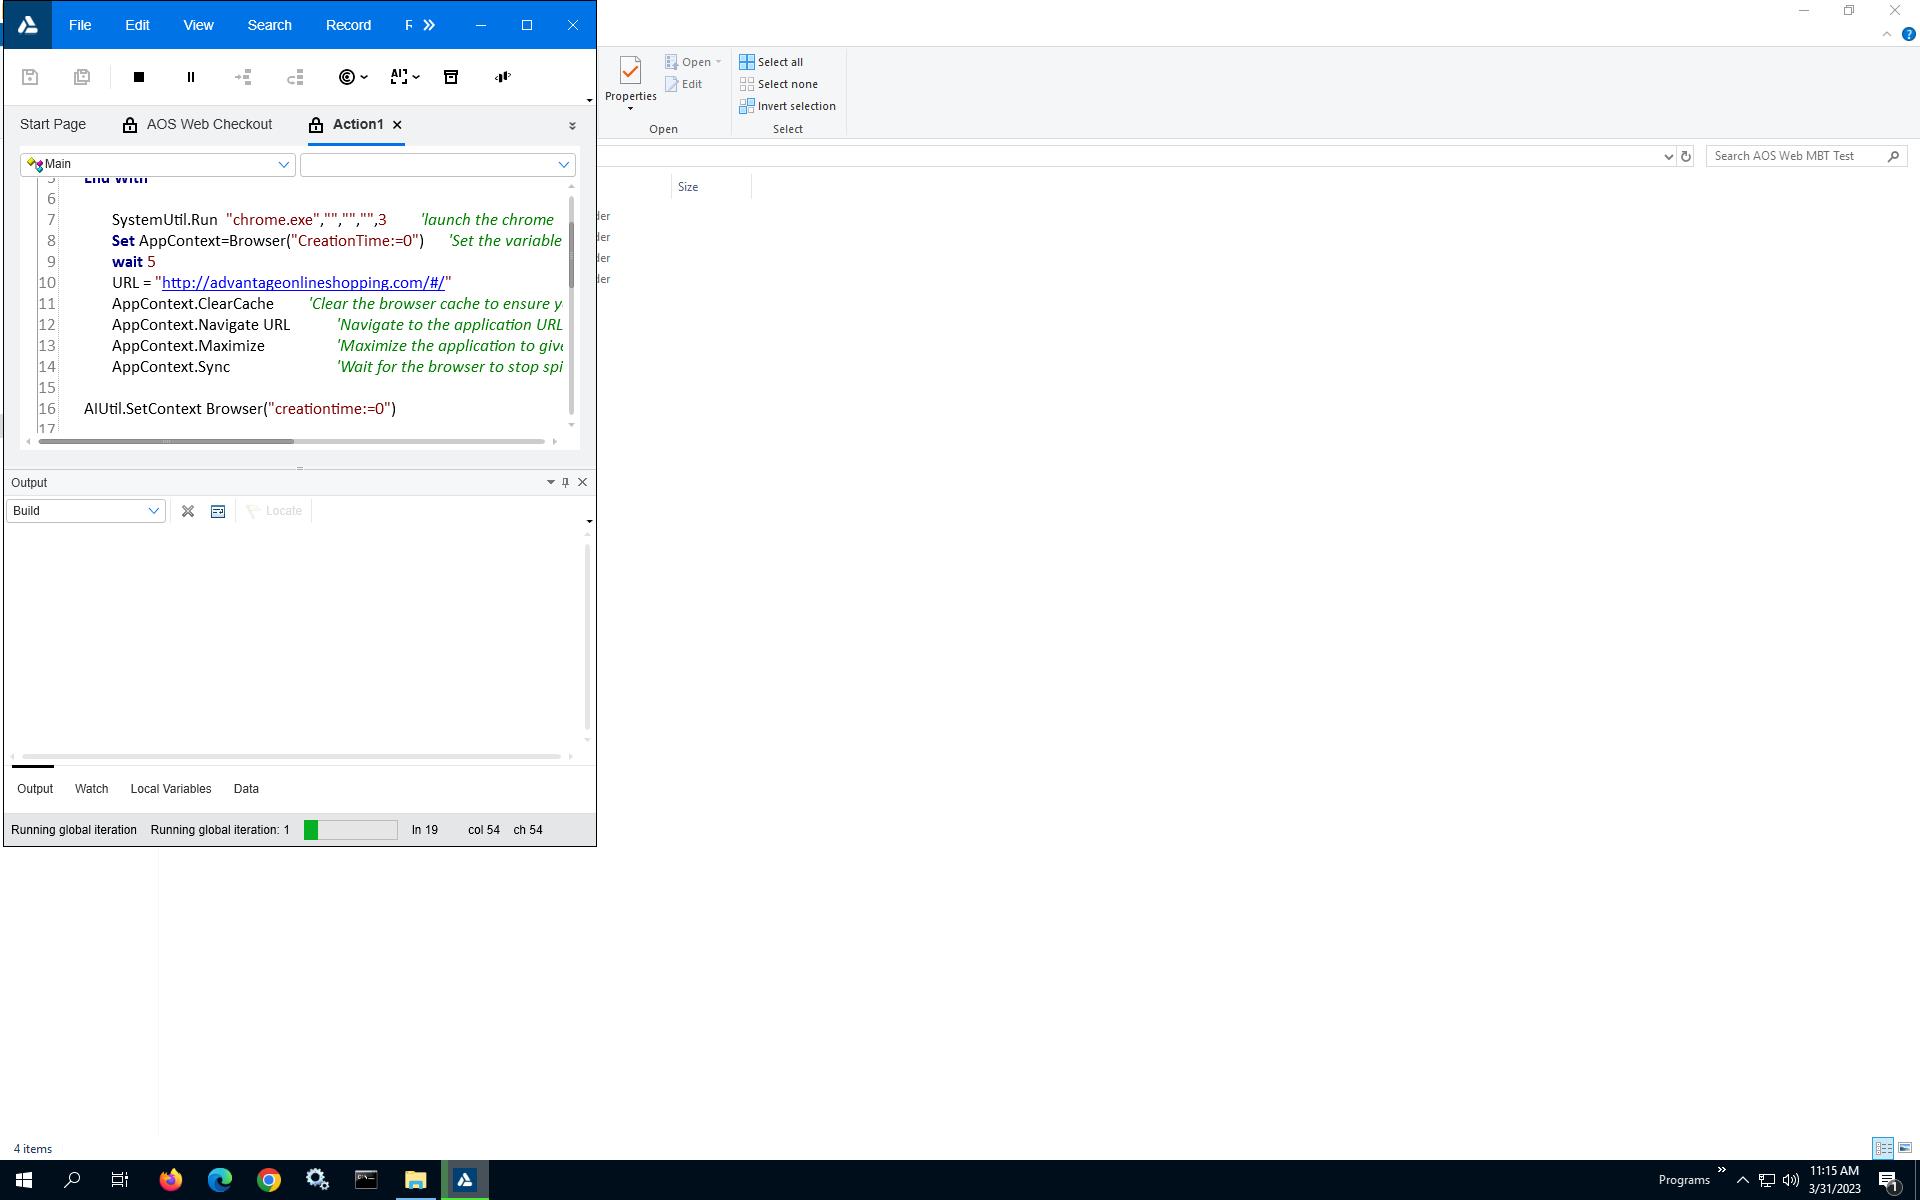 File Edit View Search Record
Start Page AOS Web Checkout Action1
Main
End With
6
7 SystemUtil.Run "chrome.exe","","","",3 'launch the chrome
8 Set AppContext=Browser("CreationTime:=0") 'Set the variable
9 wait 5
10 URL = "http://advantageonlineshopping.com/#/"
11 AppContext.ClearCache 'Clear the browser cache to ensure y
12 AppContext.Navigate URL 'Navigate to the application URL
13 AppContext.Maximize 'Maximize the application to give
14 AppContext.Sync 'Wait for the browser to stop spi
15
16 AIUtil.SetContext Browser("creationtime:=0")
17
Output
Build Locate
Output Watch Local Variables Data
Running global iteration Running global iteration: 1 ln 19 col 54 ch 54
Properties
Open
Edit
Open
Select all
Select none
Invert selection
Select
Search AOS Web MBT Test
Size
der
der
der
der
4 items
Programs
11:15 AM
3/31/2023
1